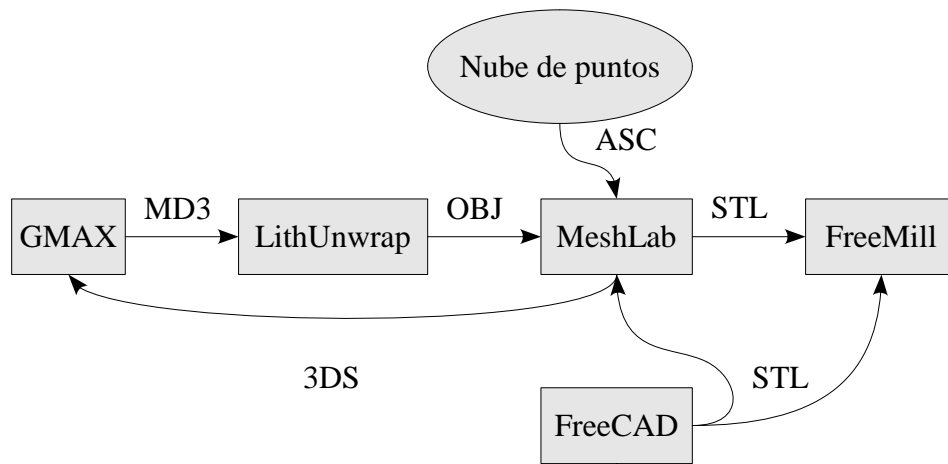 Nube de puntos
ASC
MD3
OBJ
STL
GMAX
LithUnwrap
MeshLab
FreeMill
3DS
STL
FreeCAD